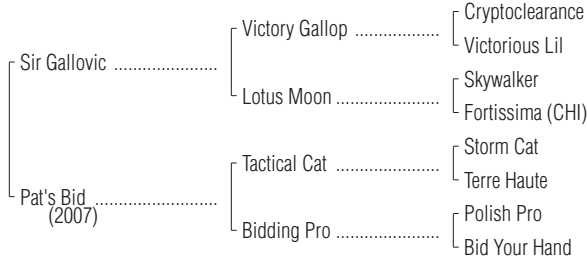 Cryptoclearance
Victory Gallop ..................
Victorious Lil
Sir Gallovic ......................
Skywalker
Lotus Moon ......................
Fortissima (CHI)
Storm Cat
Tactical Cat ......................
Terre Haute
Pat's Bid ..........................
(2007)
Polish Pro
Bidding Pro ......................
Bid Your Hand